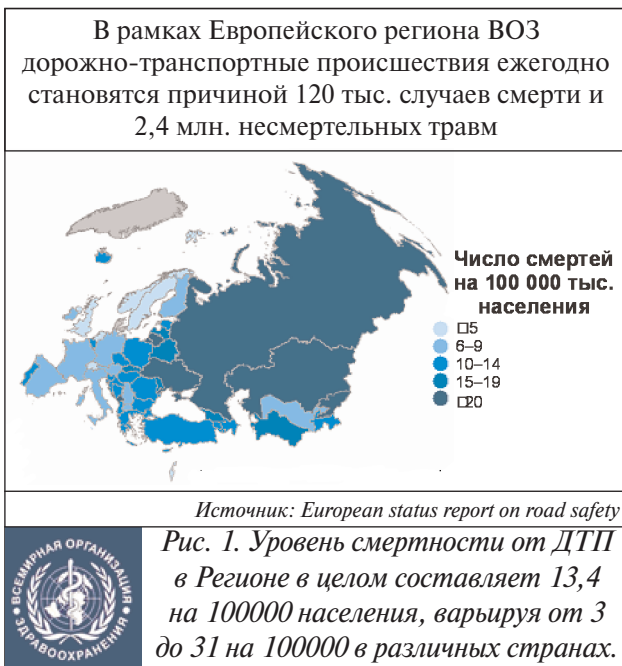 В рамках Европейского региона ВОЗ
дорожно-транспортные происшествия ежегодно
становятся причиной 120 тыс. случаев смерти и
2,4 млн. несмертельных травм
Число смертей
на 100 000 тыс.
населения
□5
6–9
10–14
15–19
□20
Источник: European status report on road safety
ВСЕМИРНАЯ ОРГАНИЗАЦИЯ
ЗДРАВООХРАНЕНИЯ
Рис. 1. Уровень смертности от ДТП
в Регионе в целом составляет 13,4
на 100000 населения, варьируя от 3
до 31 на 100000 в различных странах.